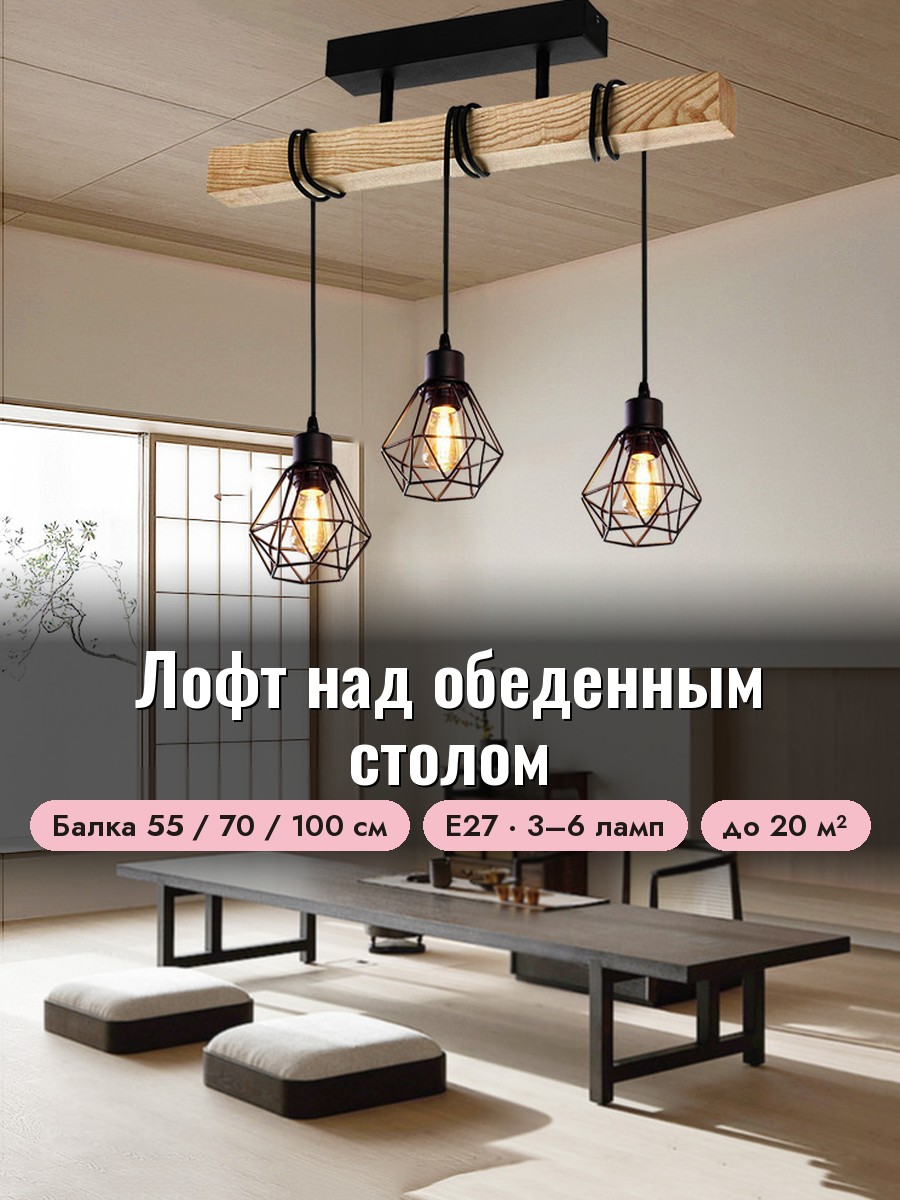 Лофт над обеденным
столом
Балка 55 / 70 / 100 см
E27 · 3–6 ламп
до 20 м²